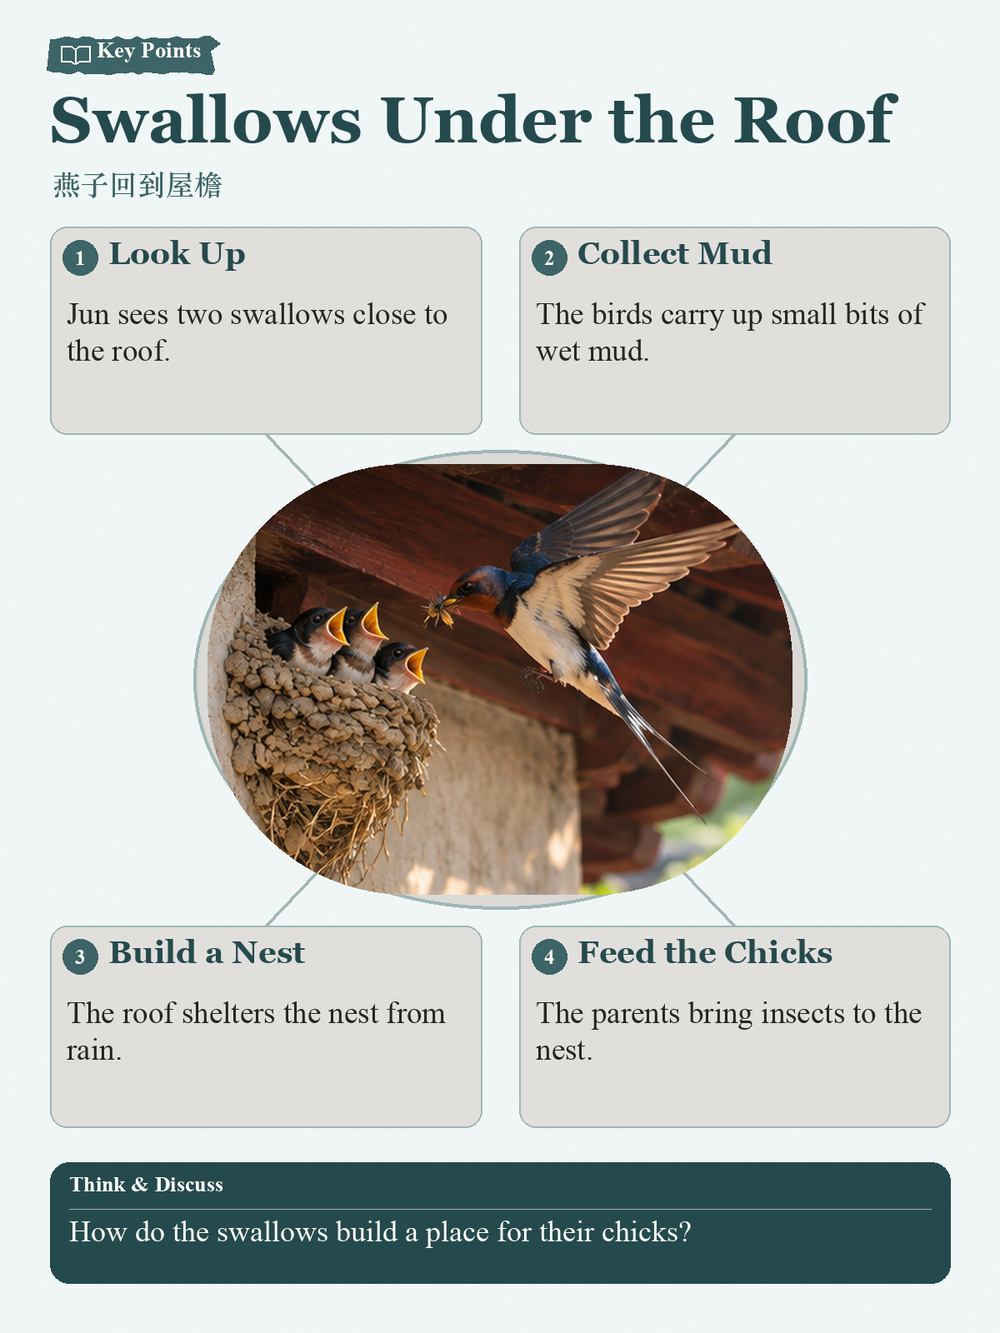 Key Points
Swallows Under the Roof
燕子回到屋檐
1 Look Up
Jun sees two swallows close to
the roof.
2 Collect Mud
The birds carry up small bits of
wet mud.
3 Build a Nest
The roof shelters the nest from
rain.
4 Feed the Chicks
The parents bring insects to the
nest.
Think & Discuss
How do the swallows build a place for their chicks?